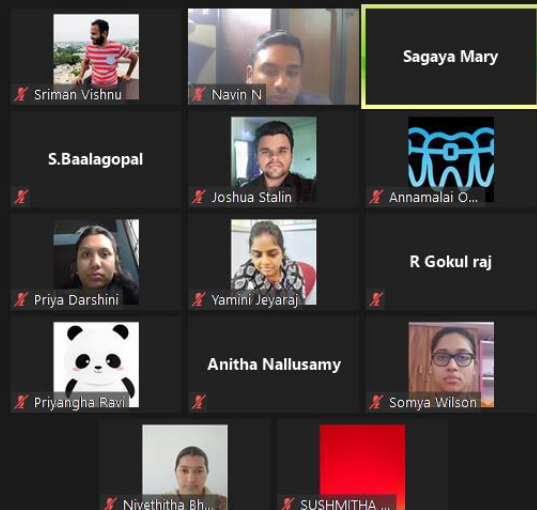 Sriman Vishnu
Navin N
Sagaya Mary
S.Baalagopal
Joshua Stalin
Annamalai O...
Priya Darshini
Yamini Jeyaraj
R Gokul raj
Priyangha Ravi
Anitha Nallusamy
Somya Wilson
Nivethitha Bh...
SUSHMITHA ...